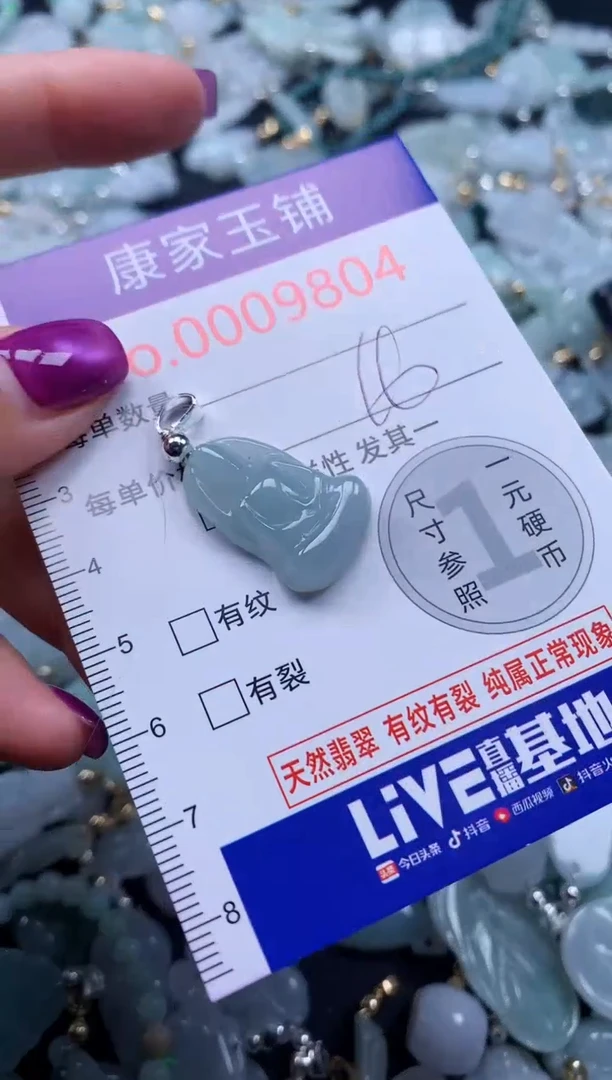 康家玉铺
o.0009804
每单数量
16
每单价
性 发其一
尺寸参照
1
一元硬币
3
4
5
6
7
8
有纹
有裂
天然翡翠 有纹有裂 纯属正常现象
LiVE直播基地
今日头条 抖音 西瓜视频 抖音火